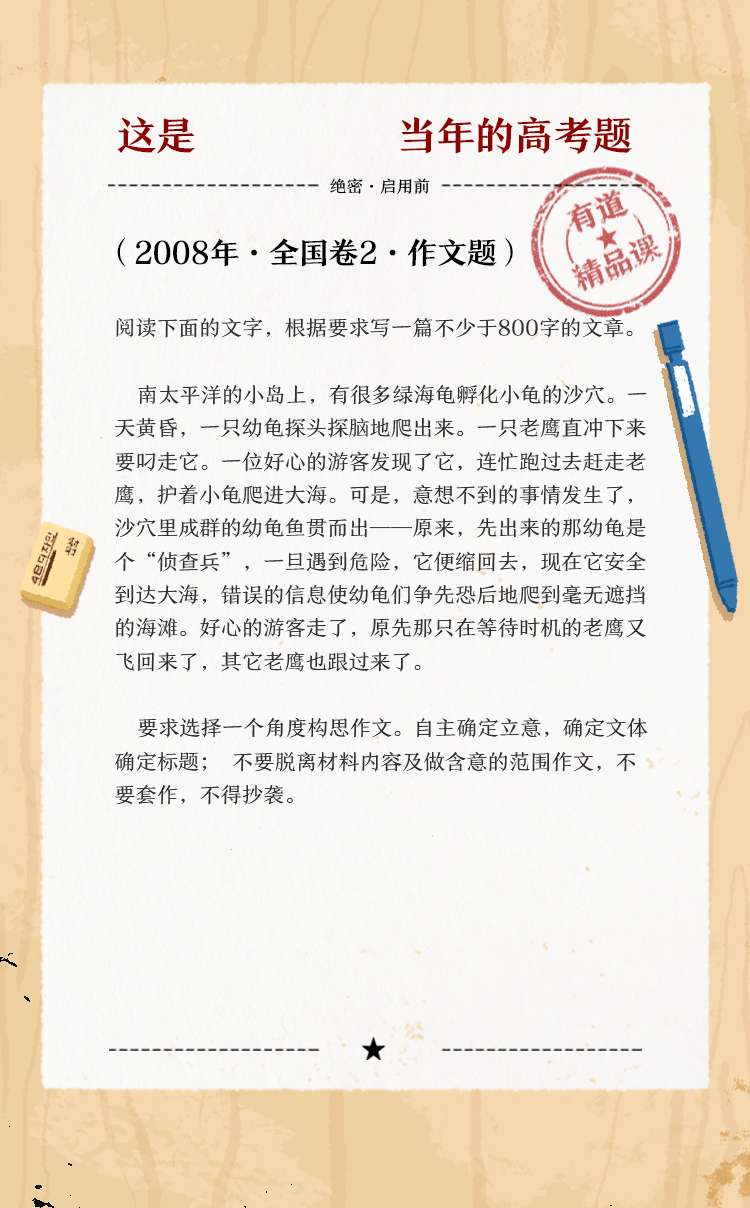 这是 当年的高考题
绝密·启用前
有道
精品课
（2008年·全国卷2·作文题）
阅读下面的文字，根据要求写一篇不少于800字的文章。
南太平洋的小岛上，有很多绿海龟孵化小龟的沙穴。一
天黄昏，一只幼龟探头探脑地爬出来。一只老鹰直冲下来
要叼走它。一位好心的游客发现了它，连忙跑过去赶走老
鹰，护着小龟爬进大海。可是，意想不到的事情发生了，
沙穴里成群的幼龟鱼贯而出——原来，先出来的那幼龟是
个“侦查兵”，一旦遇到危险，它便缩回去，现在它安全
到达大海，错误的信息使幼龟们争先恐后地爬到毫无遮挡
的海滩。好心的游客走了，原先那只在等待时机的老鹰又
飞回来了，其它老鹰也跟过来了。
要求选择一个角度构思作文。自主确定立意，确定文体
确定标题； 不要脱离材料内容及做含意的范围作文，不
要套作，不得抄袭。